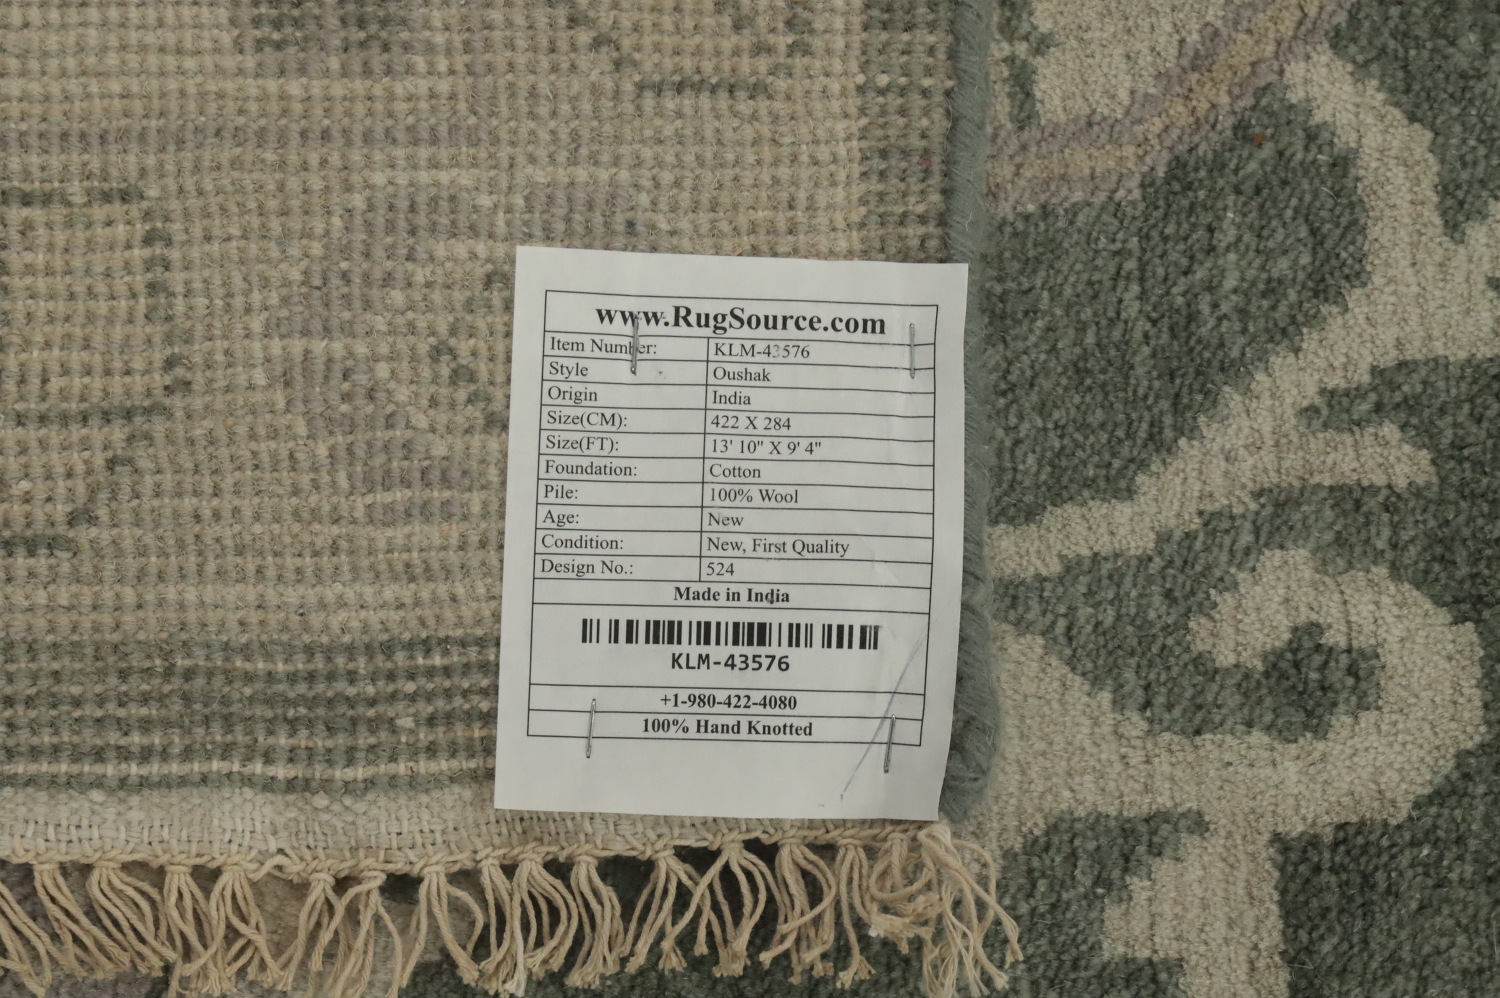 www.RugSource.com
Item Number: KLM-43576
Style Oushak
Origin India
Size(CM): 422 X 284
Size(FT): 13' 10" X 9' 4"
Foundation: Cotton
Pile: 100% Wool
Age: New
Condition: New, First Quality
Design No.: 524
Made in India
KLM-43576
+1-980-422-4080
100% Hand Knotted